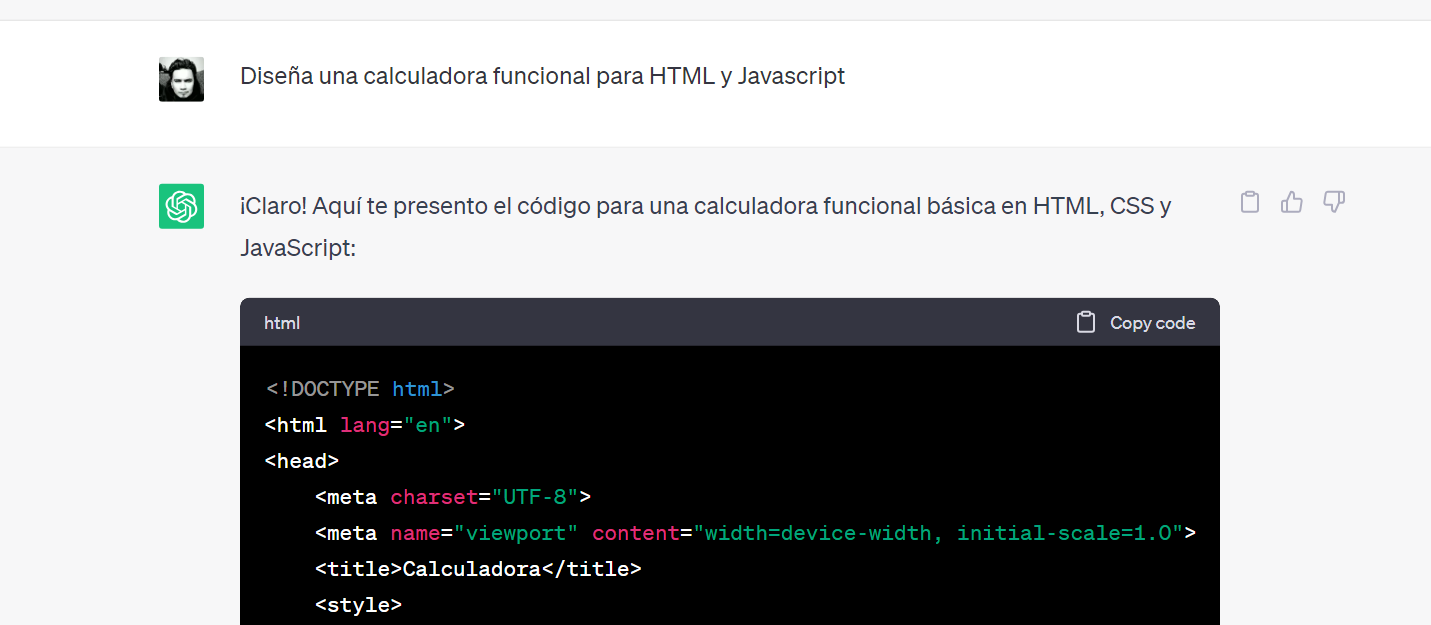 Diseña una calculadora funcional para HTML y Javascript
¡Claro! Aquí te presento el código para una calculadora funcional básica en HTML, CSS y
JavaScript:
html
Copy code
<!DOCTYPE html>
<html lang="en">
<head>
    <meta charset="UTF-8">
    <meta name="viewport" content="width=device-width, initial-scale=1.0">
    <title>Calculadora</title>
    <style>